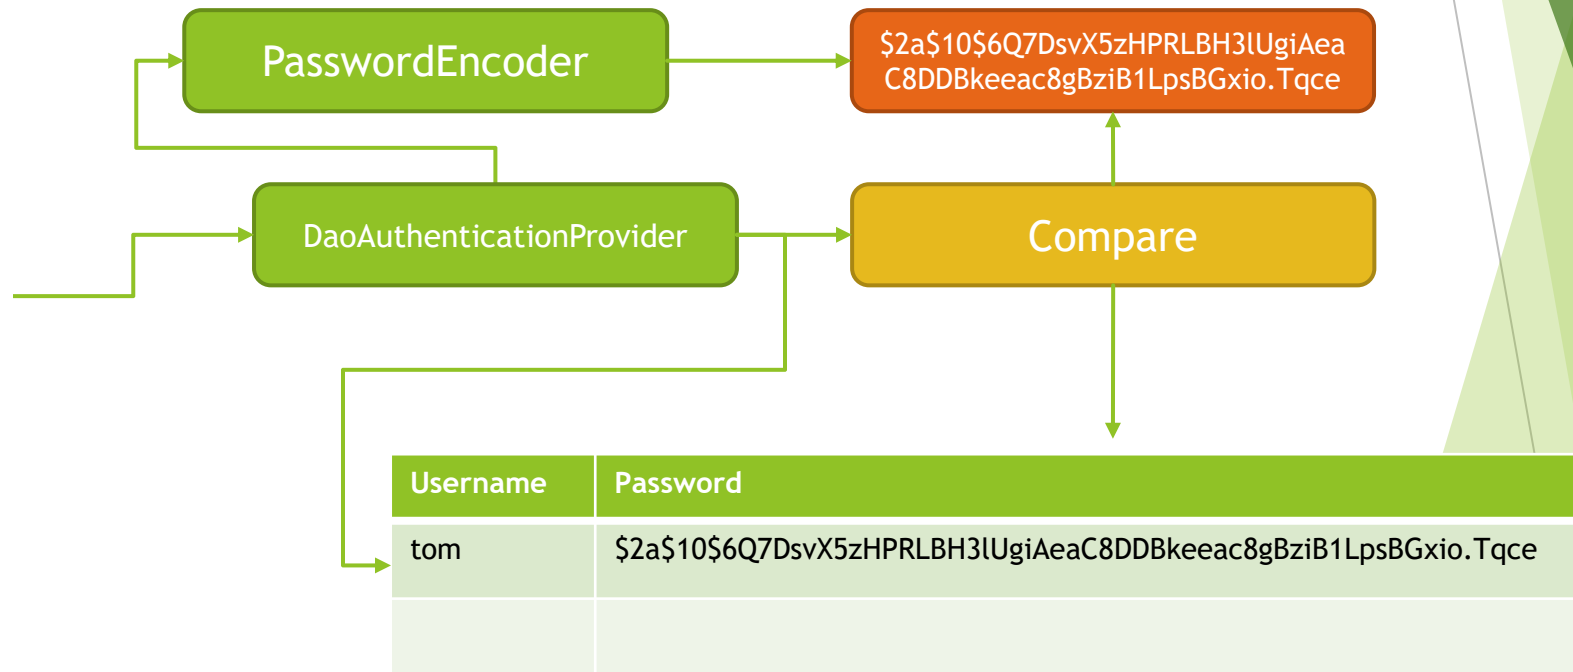 PasswordEncoder
$2a$10$6Q7DsvX5zHPRLBH3lUgiAea
C8DDBkeeac8gBziB1LpsBGxio.Tqce
DaoAuthenticationProvider
Compare
Username Password
tom $2a$10$6Q7DsvX5zHPRLBH3lUgiAeaC8DDBkeeac8gBziB1LpsBGxio.Tqce